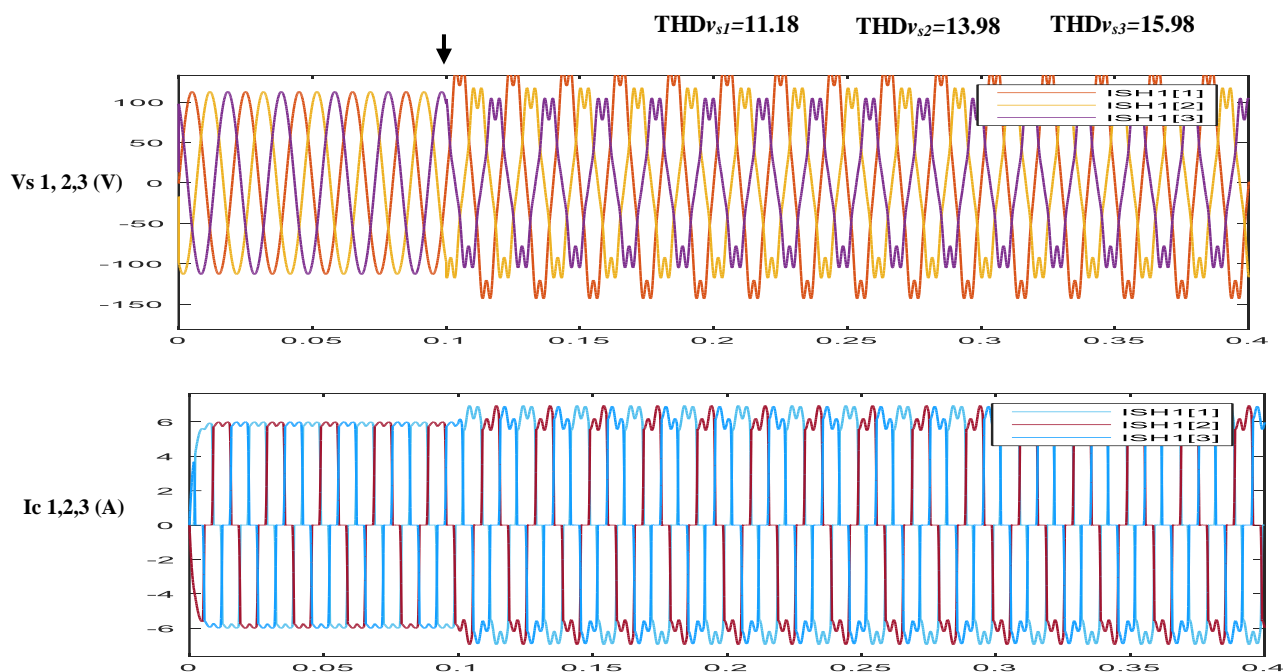 THDvs1=11.18 THDvs2=13.98 THDvs3=15.98
100
50
0
-50
-100
-150
Vs 1, 2,3 (V)
ISH1[1]
ISH1[2]
ISH1[3]
0 0.05 0.1 0.15 0.2 0.25 0.3 0.35 0.4
6
4
2
0
-2
-4
-6
Ic 1,2,3 (A)
ISH1[1]
ISH1[2]
ISH1[3]
0 0.05 0.1 0.15 0.2 0.25 0.3 0.35 0.4